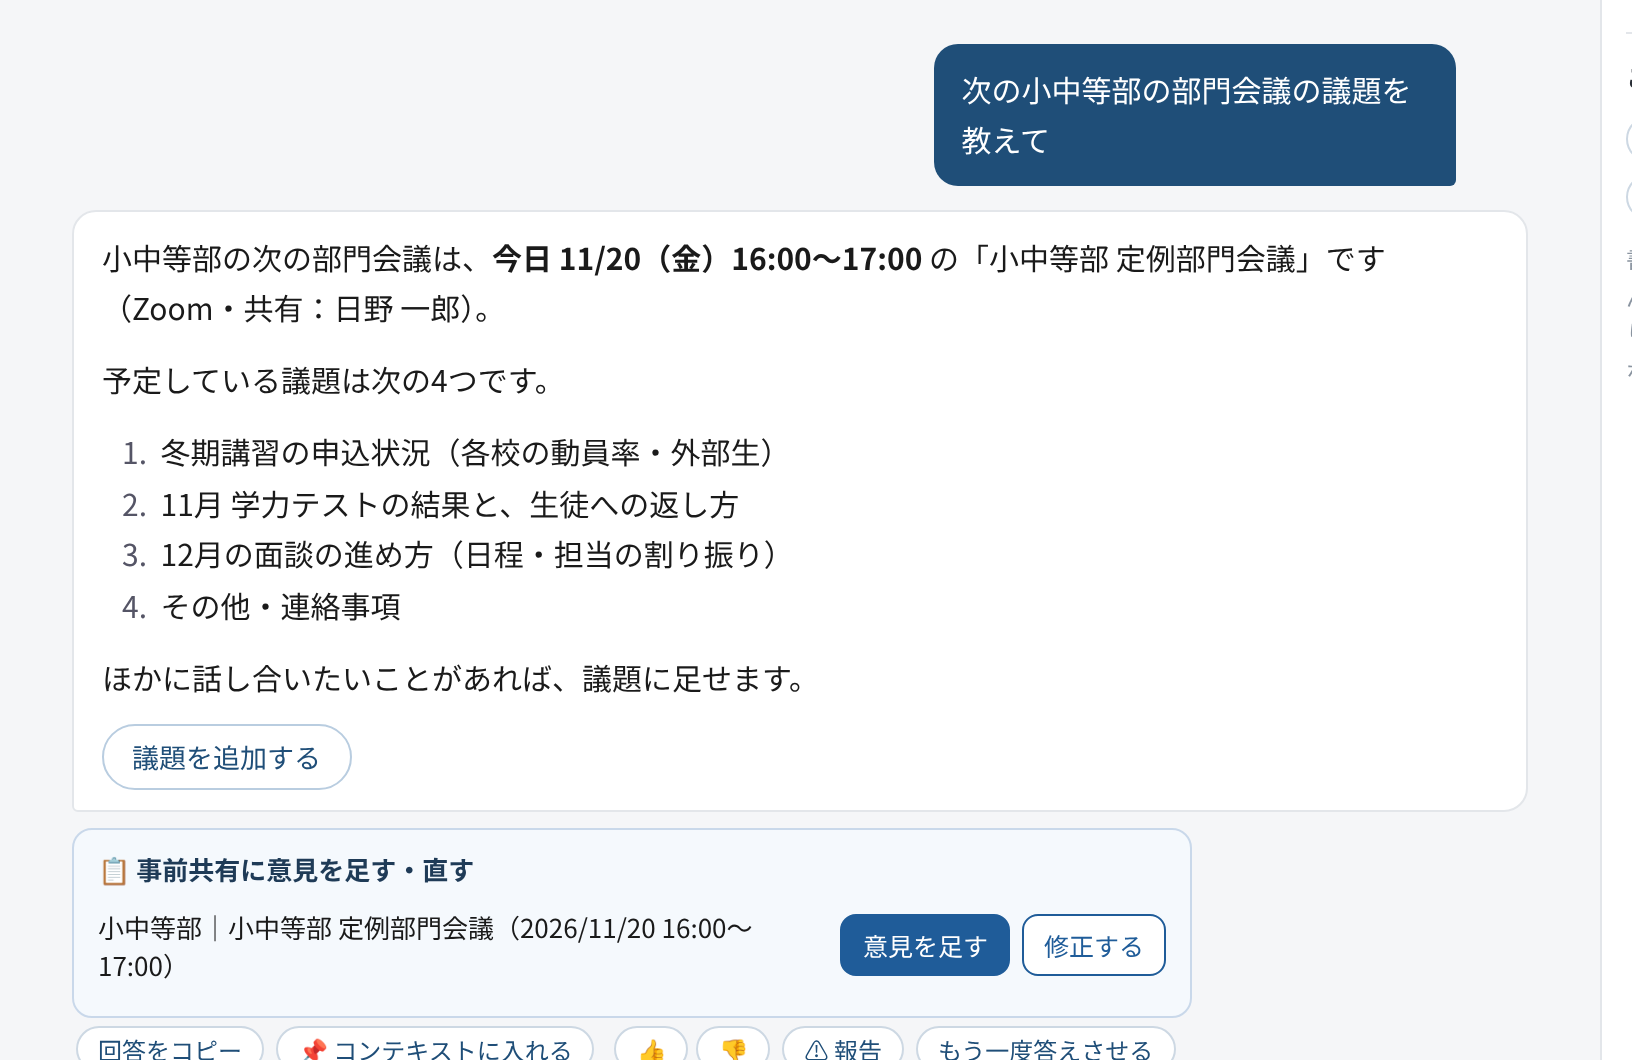 次の小中等部の部門会議の議題を
教えて
小中等部の次の部門会議は、今日 11/20（金）16:00〜17:00 の「小中等部 定例部門会議」です
（Zoom・共有：日野 一郎）。
予定している議題は次の4つです。
1. 冬期講習の申込状況（各校の動員率・外部生）
2. 11月 学力テストの結果と、生徒への返し方
3. 12月の面談の進め方（日程・担当の割り振り）
4. その他・連絡事項
ほかに話し合いたいことがあれば、議題に足せます。
議題を追加する
📋 事前共有に意見を足す・直す
小中等部｜小中等部 定例部門会議（2026/11/20 16:00〜
17:00）
意見を足す 修正する
回答をコピー 📌 コンテキストに入れる 👍 👎 ⚠ 報告 もう一度答えさせる